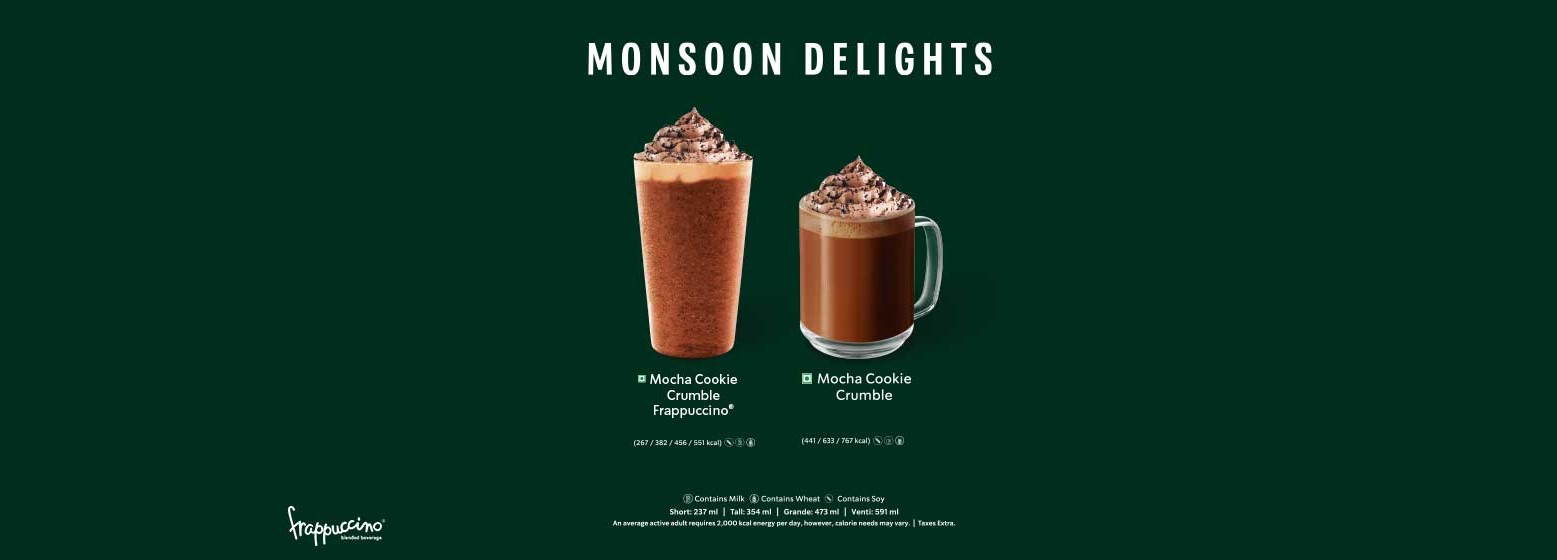 MONSOON DELIGHTS
Mocha Cookie
Crumble
Frappuccino®
(267 / 382 / 456 / 551 kcal)
Mocha Cookie
Crumble
(441 / 633 / 767 kcal)
Contains Milk Contains Wheat Contains Soy
Short: 237 ml | Tall: 354 ml | Grande: 473 ml | Venti: 591 ml
An average active adult requires 2,000 kcal energy per day, however, calorie needs may vary. | Taxes Extra.
frappuccino®
blended beverage